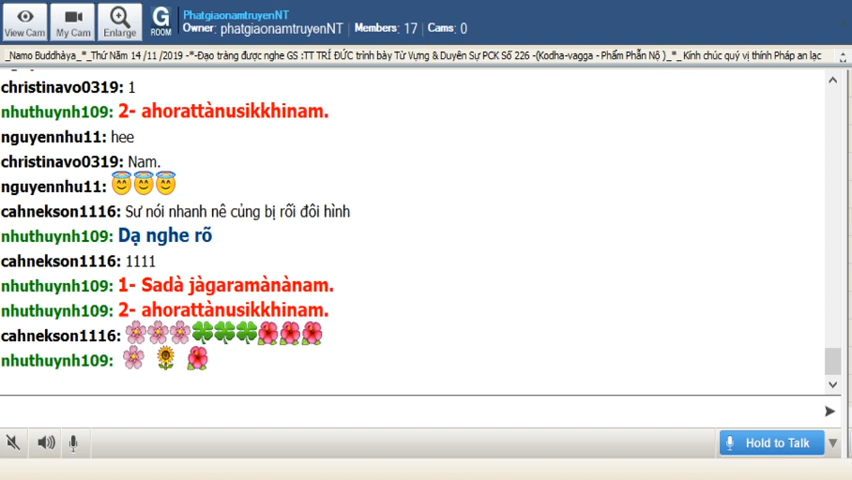 PhatgiaonamtruyenNT
Owner: phatgiaonamtruyenNT Members: 17 Cams: 0
View Cam My Cam Enlarge G ROOM
_Namo Buddhàya_*_Thứ Năm 14 /11 /2019 -*-Đạo tràng được nghe GS :TT TRÍ ĐỨC trình bày Từ Vựng & Duyên Sự PCK Số 226 -(Kodha-vagga - Phẩm Phẫn Nộ )_*_ Kính chúc quý vị thính Pháp an lạc
christinavo0319: 1
nhuthuynh109: 2- ahorattànusikkhinam.
nguyennhu11: hee
christinavo0319: Nam.
nguyennhu11: 😇😇😇
cahnekson1116: Sư nói nhanh nê củng bị rối đôi hình
nhuthuynh109: Dạ nghe rõ
cahnekson1116: 1111
nhuthuynh109: 1- Sadà jàgaramànànam.
nhuthuynh109: 2- ahorattànusikkhinam.
cahnekson1116: 🌸🌸🌸🍀🍀🍀🌺🌺🌺
nhuthuynh109: 🌸 🌻 🌺
Hold to Talk